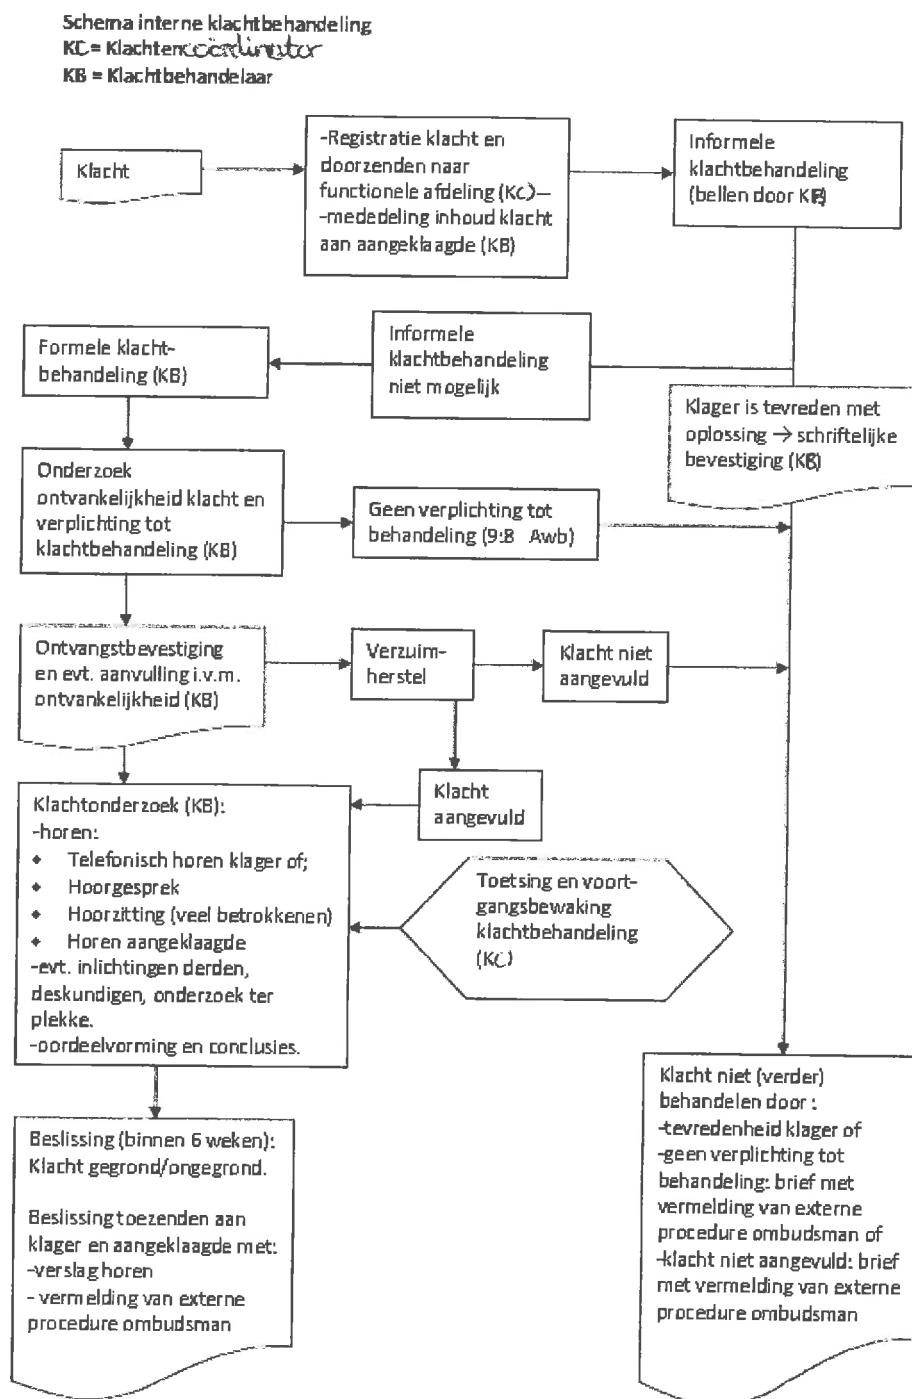 Schema interne klachtbehandeling
KC= Klachtencoördinator
KB = Klachtbehandelaar
Klacht
-Registratie klacht en
doorzenden naar
functionele afdeling (KC)—
-mededeling inhoud klacht
aan aangeklaagde (KB)
Informele
klachtbehandeling
(bellen door KB)
Formele klacht-
behandeling (KB)
Informele
klachtbehandeling
niet mogelijk
Klager is tevreden met
oplossing → schriftelijke
bevestiging (KB)
Onderzoek
ontvankelijkheid klacht en
verplichting tot
klachtbehandeling (KB)
Geen verplichting tot
behandeling (9:8 Awb)
Ontvangstbevestiging
en evt. aanvulling i.v.m.
ontvankelijkheid (KB)
Verzuim-
herstel
Klacht niet
aangevuld
Klacht
aangevuld
Klachtonderzoek (KB):
-horen:
♦ Telefonisch horen klager of;
♦ Hoorgesprek
♦ Hoorzitting (veel betrokkenen)
♦ Horen aangeklaagde
-evt. inlichtingen derden,
deskundigen, onderzoek ter
plekke.
-oordeelvorming en conclusies.
Toetsing en voort-
gangsbewaking
klachtbehandeling
(KC)
Beslissing (binnen 6 weken):
Klacht gegrond/ongegrond.
Beslissing toezenden aan
klager en aangeklaagde met:
-verslag horen
- vermelding van externe
procedure ombudsman
Klacht niet (verder)
behandelen door :
-tevredenheid klager of
-geen verplichting tot
behandeling: brief met
vermelding van externe
procedure ombudsman of
-klacht niet aangevuld: brief
met vermelding van externe
procedure ombudsman